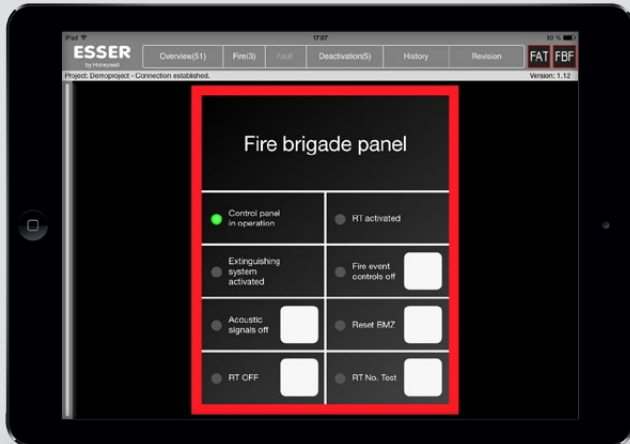 iPad
17:07
80 %
ESSER
by Honeywell
Overview(51)
Fire(3)
Fault
Deactivation(5)
History
Revision
FAT
FBF
Project: Demoproject - Connection established.
Version: 1.12
Fire brigade panel
Control panel
in operation
RT activated
Extinguishing
system
activated
Fire event
controls off
Acoustic
signals off
Reset BMZ
RT OFF
RT No. Test